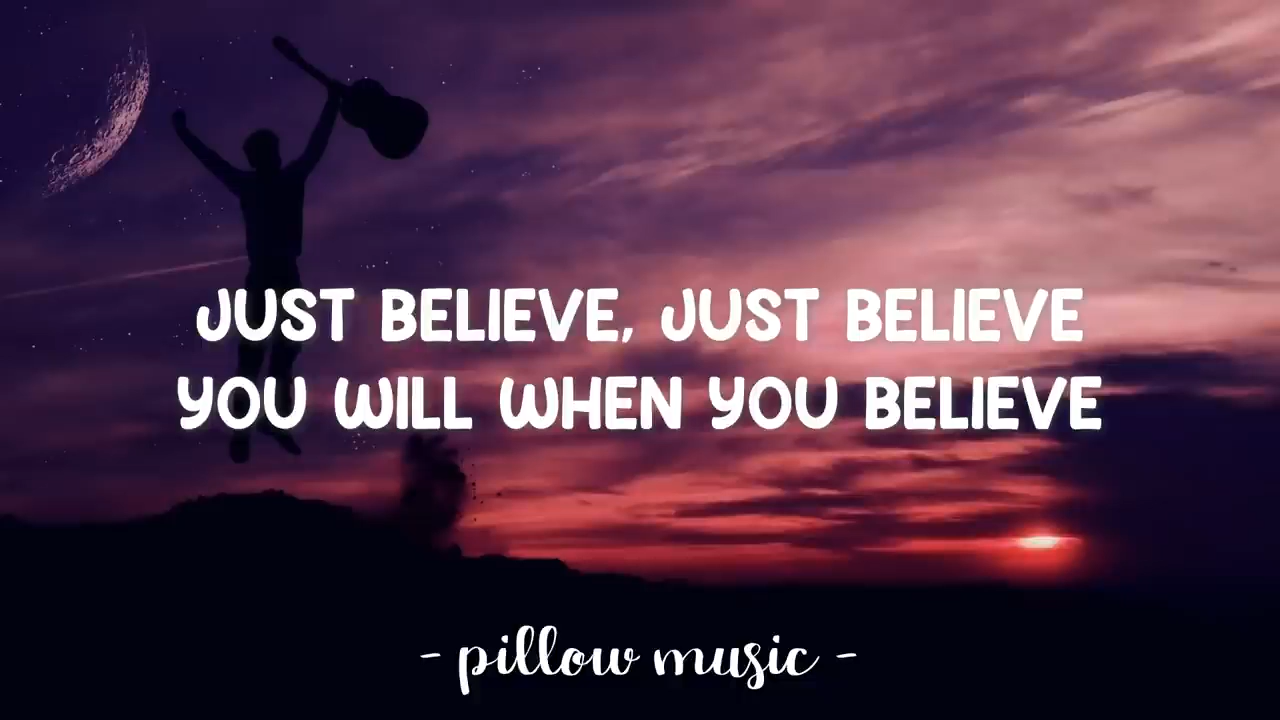 JUST BELIEVE, JUST BELIEVE
YOU WILL WHEN YOU BELIEVE
- pillow music -